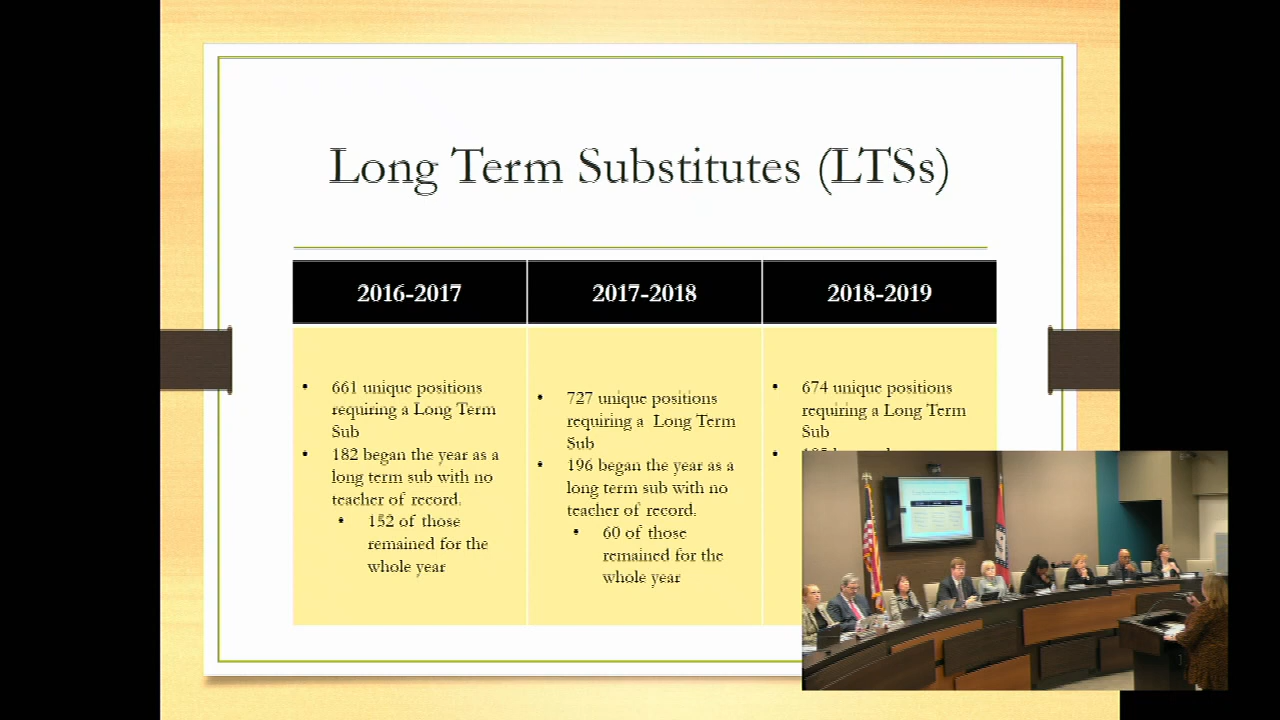 Long Term Substitutes (LTSs)
2016-2017
2017-2018
2018-2019
661 unique positions
requiring a Long Term
Sub
182 began the year as a
long term sub with no
teacher of record.
152 of those
remained for the
whole year
727 unique positions
requiring a Long Term
Sub
196 began the year as a
long term sub with no
teacher of record.
60 of those
remained for the
whole year
674 unique positions
requiring a Long Term
Sub